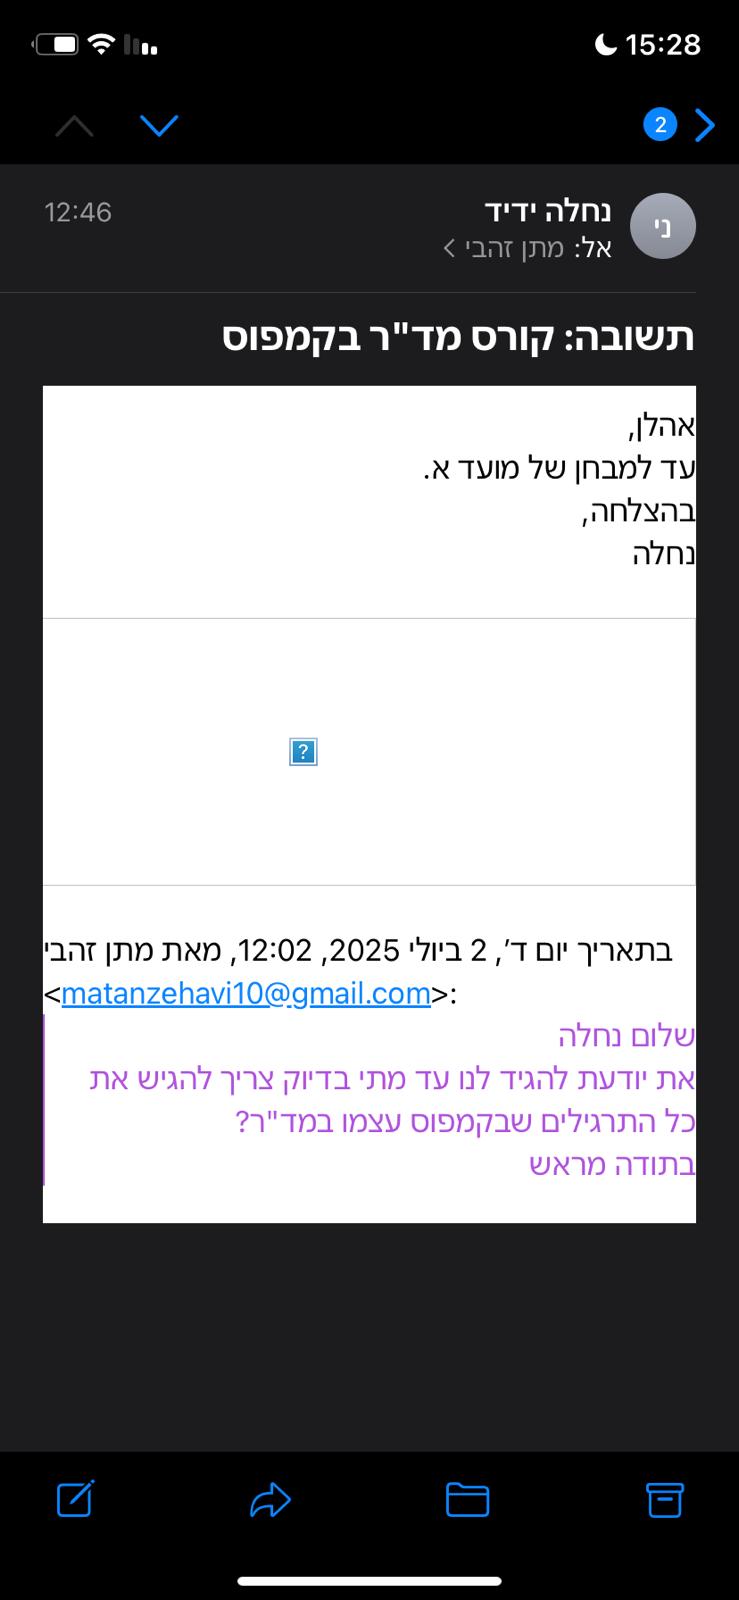 15:28
2
נחלה ידיד
12:46
ני
אל: מתן זהבי
תשובה: קורס מד"ר בקמפוס
אהלן,
עד למבחן של מועד א.
בהצלחה,
נחלה
?
בתאריך יום ד׳, 2 ביולי 2025, 12:02, מאת מתן זהבי
<matanzehavi10@gmail.com>:
שלום נחלה
את יודעת להגיד לנו עד מתי בדיוק צריך להגיש את
כל התרגילים שבקמפוס עצמו במד"ר?
בתודה מראש